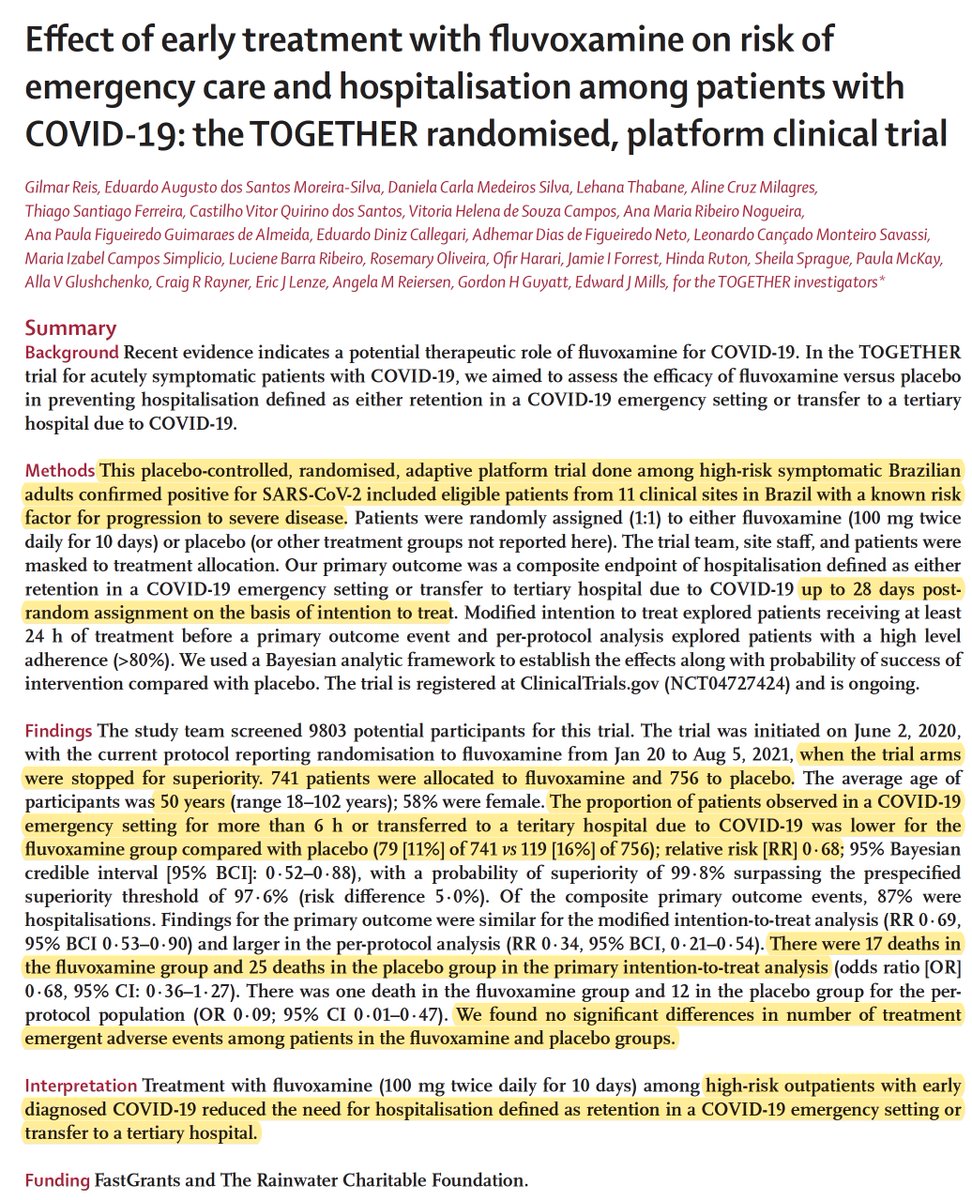 Effect of early treatment with fluvoxamine on risk of
emergency care and hospitalisation among patients with
COVID-19: the TOGETHER randomised, platform clinical trial
Gilmar Reis, Eduardo Augusto dos Santos Moreira-Silva, Daniela Carla Medeiros Silva, Lehana Thabane, Aline Cruz Milagres,
Thiago Santiago Ferreira, Castilho Vitor Quirino dos Santos, Vitoria Helena de Souza Campos, Ana Maria Ribeiro Nogueira,
Ana Paula Figueiredo Guimaraes de Almeida, Eduardo Diniz Callegari, Adhemar Dias de Figueiredo Neto, Leonardo Cançado Monteiro Savassi,
Maria Izabel Campos Simplicio, Luciene Barra Ribeiro, Rosemary Oliveira, Ofir Harari, Jamie I Forrest, Hinda Ruton, Sheila Sprague, Paula McKay,
Alla V Glushchenko, Craig R Rayner, Eric J Lenze, Angela M Reiersen, Gordon H Guyatt, Edward J Mills, for the TOGETHER investigators*
Summary
Background Recent evidence indicates a potential therapeutic role of fluvoxamine for COVID-19. In the TOGETHER
trial for acutely symptomatic patients with COVID-19, we aimed to assess the efficacy of fluvoxamine versus placebo
in preventing hospitalisation defined as either retention in a COVID-19 emergency setting or transfer to a tertiary
hospital due to COVID-19.
Methods This placebo-controlled, randomised, adaptive platform trial done among high-risk symptomatic Brazilian
adults confirmed positive for SARS-CoV-2 included eligible patients from 11 clinical sites in Brazil with a known risk
factor for progression to severe disease. Patients were randomly assigned (1:1) to either fluvoxamine (100 mg twice
daily for 10 days) or placebo (or other treatment groups not reported here). The trial team, site staff, and patients were
masked to treatment allocation. Our primary outcome was a composite endpoint of hospitalisation defined as either
retention in a COVID-19 emergency setting or transfer to tertiary hospital due to COVID-19 up to 28 days post-
random assignment on the basis of intention to treat. Modified intention to treat explored patients receiving at least
24 h of treatment before a primary outcome event and per-protocol analysis explored patients with a high level
adherence (>80%). We used a Bayesian analytic framework to establish the effects along with probability of success of
intervention compared with placebo. The trial is registered at ClinicalTrials.gov (NCT04727424) and is ongoing.
Findings The study team screened 9803 potential participants for this trial. The trial was initiated on June 2, 2020,
with the current protocol reporting randomisation to fluvoxamine from Jan 20 to Aug 5, 2021, when the trial arms
were stopped for superiority. 741 patients were allocated to fluvoxamine and 756 to placebo. The average age of
participants was 50 years (range 18–102 years); 58% were female. The proportion of patients observed in a COVID-19
emergency setting for more than 6 h or transferred to a teritary hospital due to COVID-19 was lower for the
fluvoxamine group compared with placebo (79 [11%] of 741 vs 119 [16%] of 756); relative risk [RR] 0·68; 95% Bayesian
credible interval [95% BCI]: 0·52–0·88), with a probability of superiority of 99·8% surpassing the prespecified
superiority threshold of 97·6% (risk difference 5·0%). Of the composite primary outcome events, 87% were
hospitalisations. Findings for the primary outcome were similar for the modified intention-to-treat analysis (RR 0·69,
95% BCI 0·53–0·90) and larger in the per-protocol analysis (RR 0·34, 95% BCI, 0·21–0·54). There were 17 deaths in
the fluvoxamine group and 25 deaths in the placebo group in the primary intention-to-treat analysis (odds ratio [OR]
0·68, 95% CI: 0·36–1·27). There was one death in the fluvoxamine group and 12 in the placebo group for the per-
protocol population (OR 0·09; 95% CI 0·01–0·47). We found no significant differences in number of treatment
emergent adverse events among patients in the fluvoxamine and placebo groups.
Interpretation Treatment with fluvoxamine (100 mg twice daily for 10 days) among high-risk outpatients with early
diagnosed COVID-19 reduced the need for hospitalisation defined as retention in a COVID-19 emergency setting or
transfer to a tertiary hospital.
Funding FastGrants and The Rainwater Charitable Foundation.